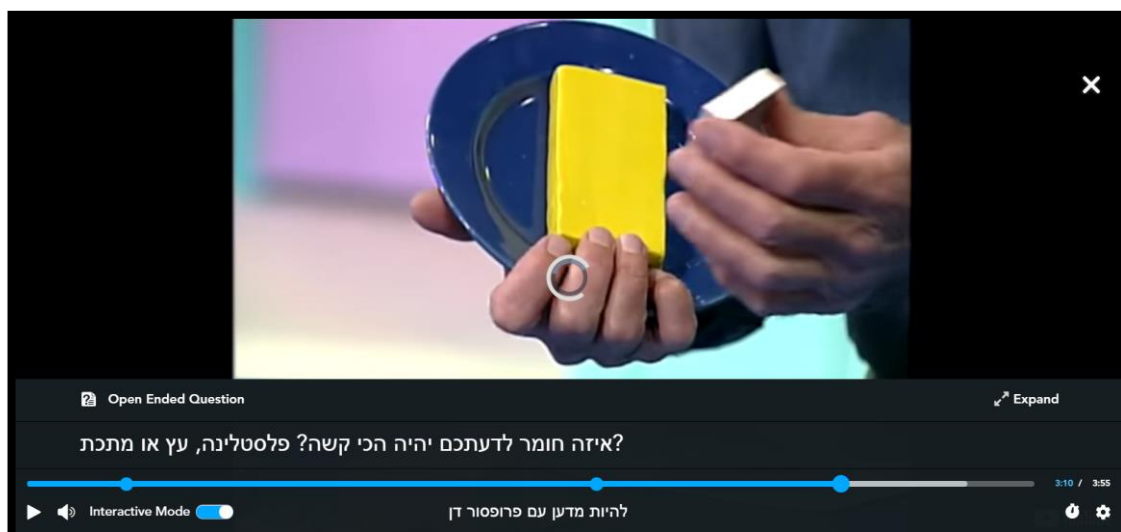 Open Ended Question
Expand
איזה חומר לדעתכם יהיה הכי קשה? פלסטלינה, עץ או מתכת?
3:10 / 3:55
Interactive Mode
להיות מדען עם פרופסור דן